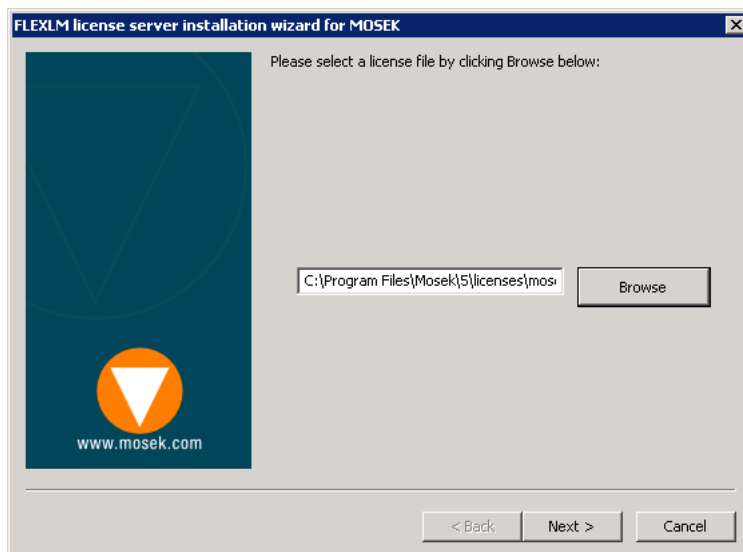 FLEXLM license server installation wizard for MOSEK
Please select a license file by clicking Browse below:
C:\Program Files\Mosek\5\licenses\mos
Browse
www.mosek.com
< Back
Next >
Cancel